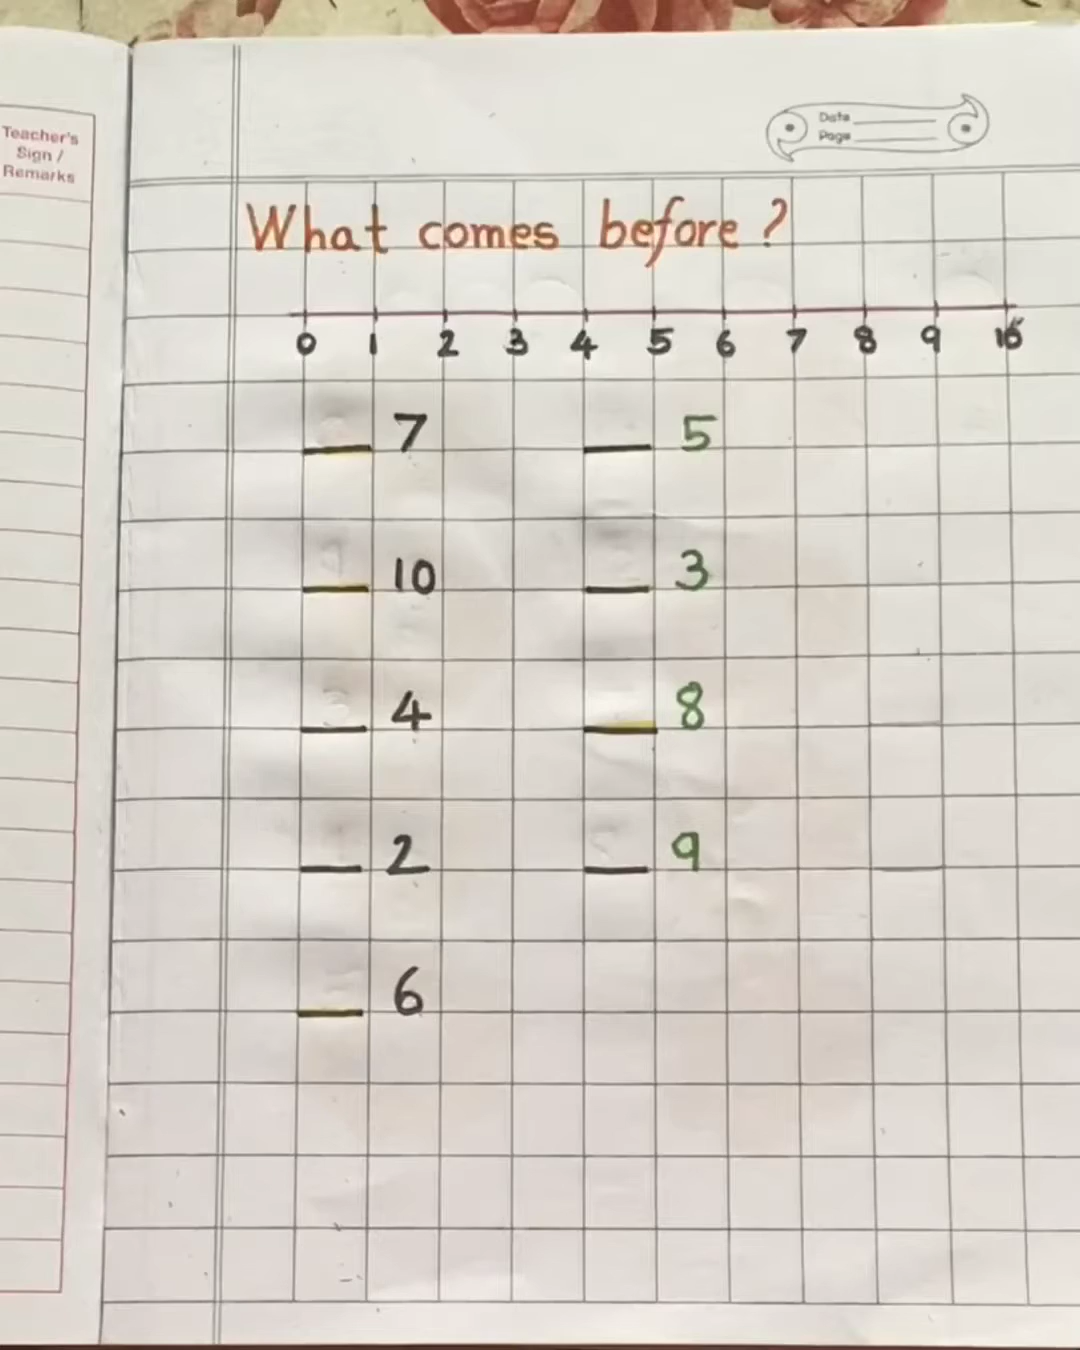 Teacher's
Sign /
Remarks
Date
Page
What comes before ?
0 1 2 3 4 5 6 7 8 9 10
__ 7 __ 5
__ 10 __ 3
__ 4 __ 8
__ 2 __ 9
__ 6